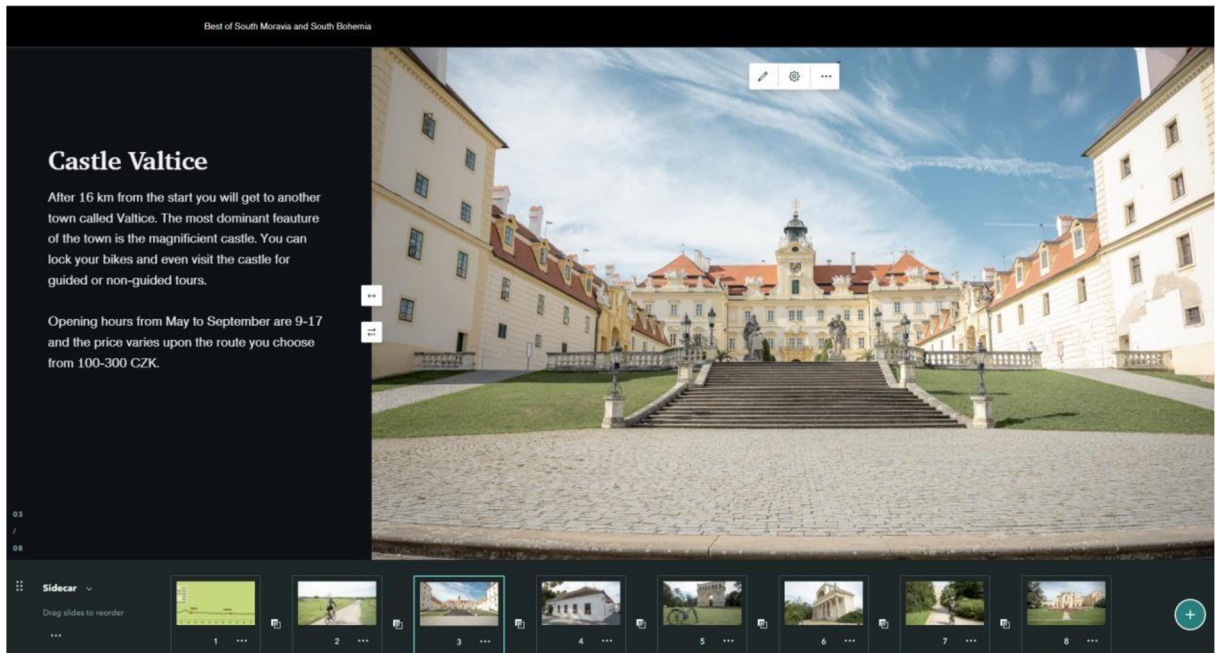 Best of South Moravia and South Bohemia
Castle Valtice
After 16 km from the start you will get to another
town called Valtice. The most dominant feauture
of the town is the magnificient castle. You can
lock your bikes and even visit the castle for
guided or non-guided tours.
Opening hours from May to September are 9-17
and the price varies upon the route you choose
from 100-300 CZK.
03
/
08
Sidecar
Drag slides to reorder
1
2
3
4
5
6
7
8